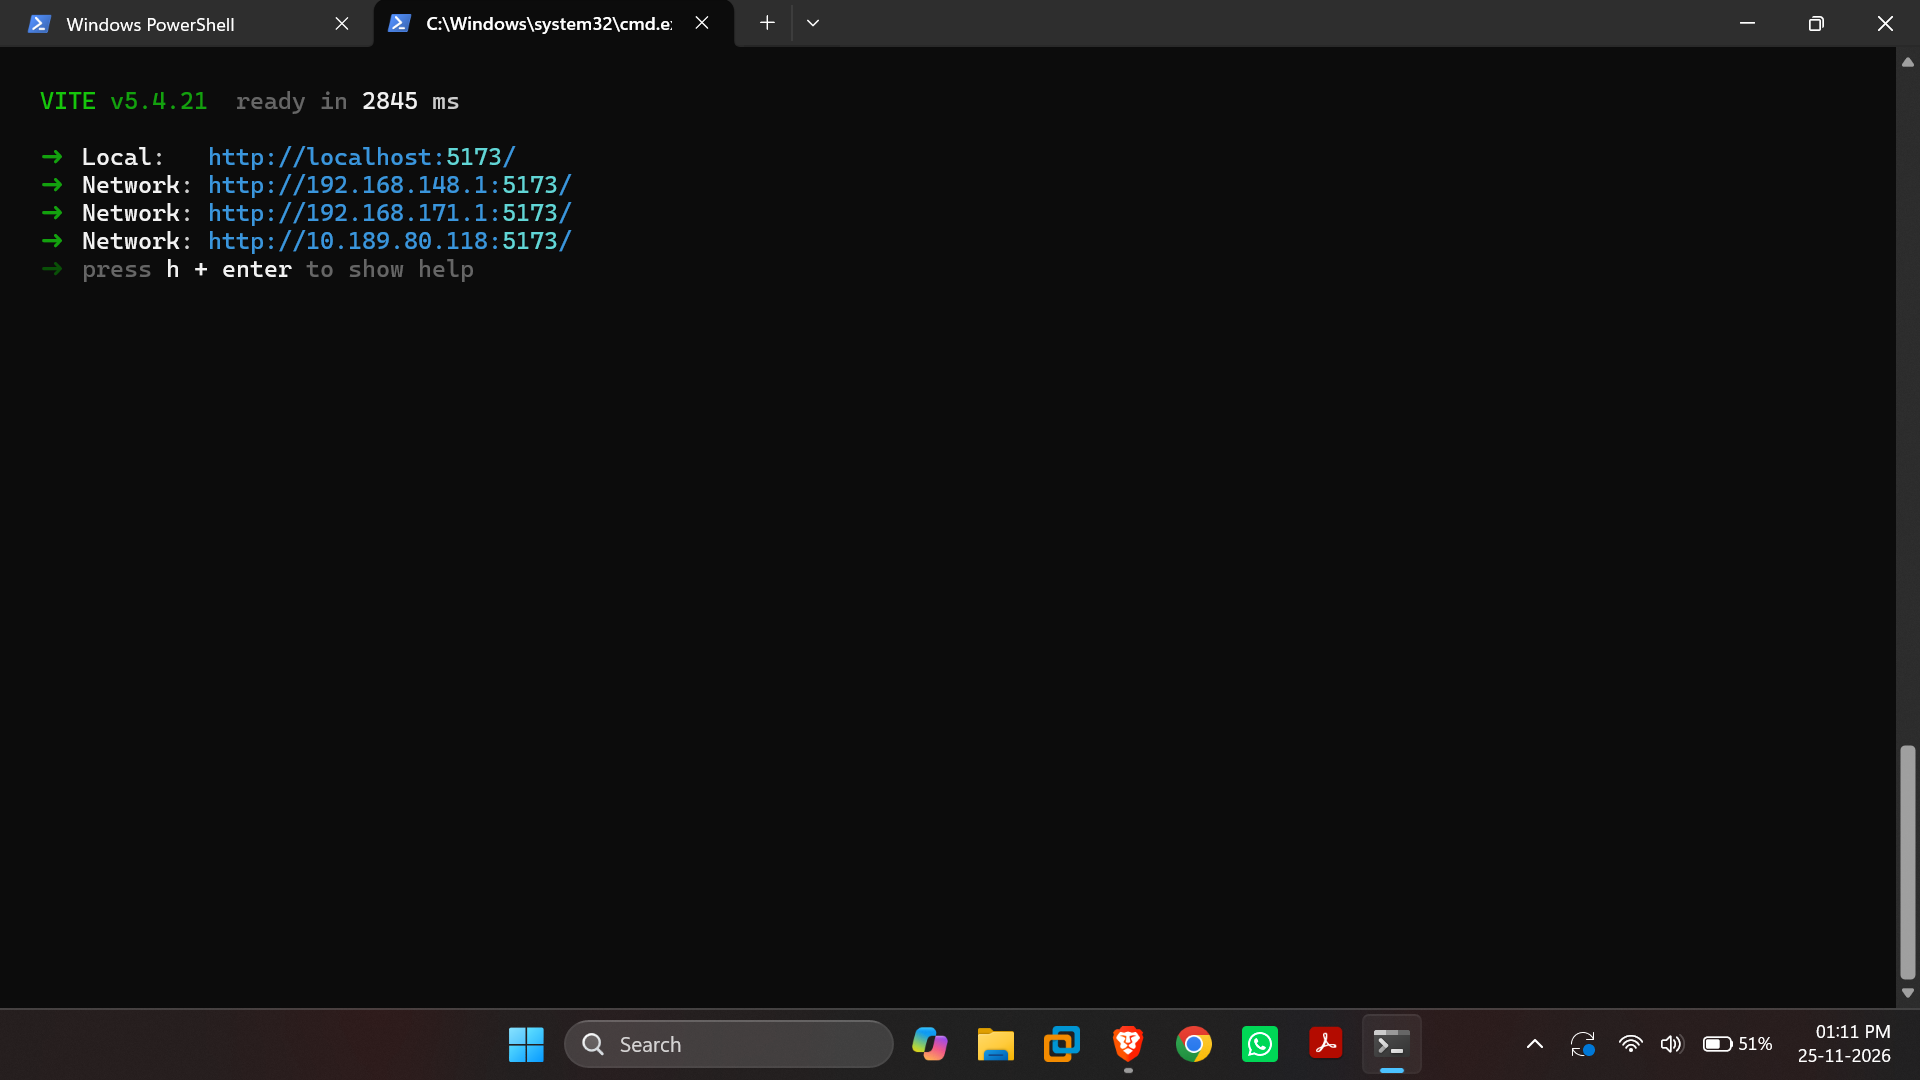 Windows PowerShell
C:\Windows\system32\cmd.e
VITE v5.4.21 ready in 2845 ms
➜ Local: http://localhost:5173/
➜ Network: http://192.168.148.1:5173/
➜ Network: http://192.168.171.1:5173/
➜ Network: http://10.189.80.118:5173/
➜ press h + enter to show help
Search
51%
01:11 PM
25-11-2026